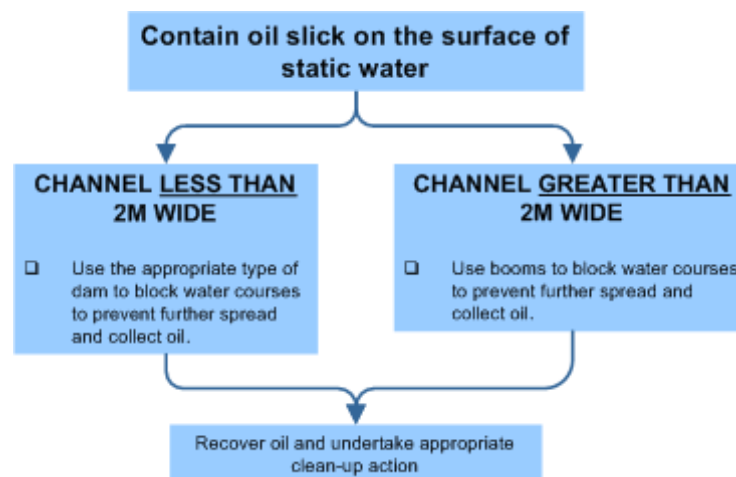 Contain oil slick on the surface of
static water
CHANNEL LESS THAN
2M WIDE
❑ Use the appropriate type of
dam to block water courses
to prevent further spread
and collect oil.
CHANNEL GREATER THAN
2M WIDE
❑ Use booms to block water courses
to prevent further spread and
collect oil.
Recover oil and undertake appropriate
clean-up action